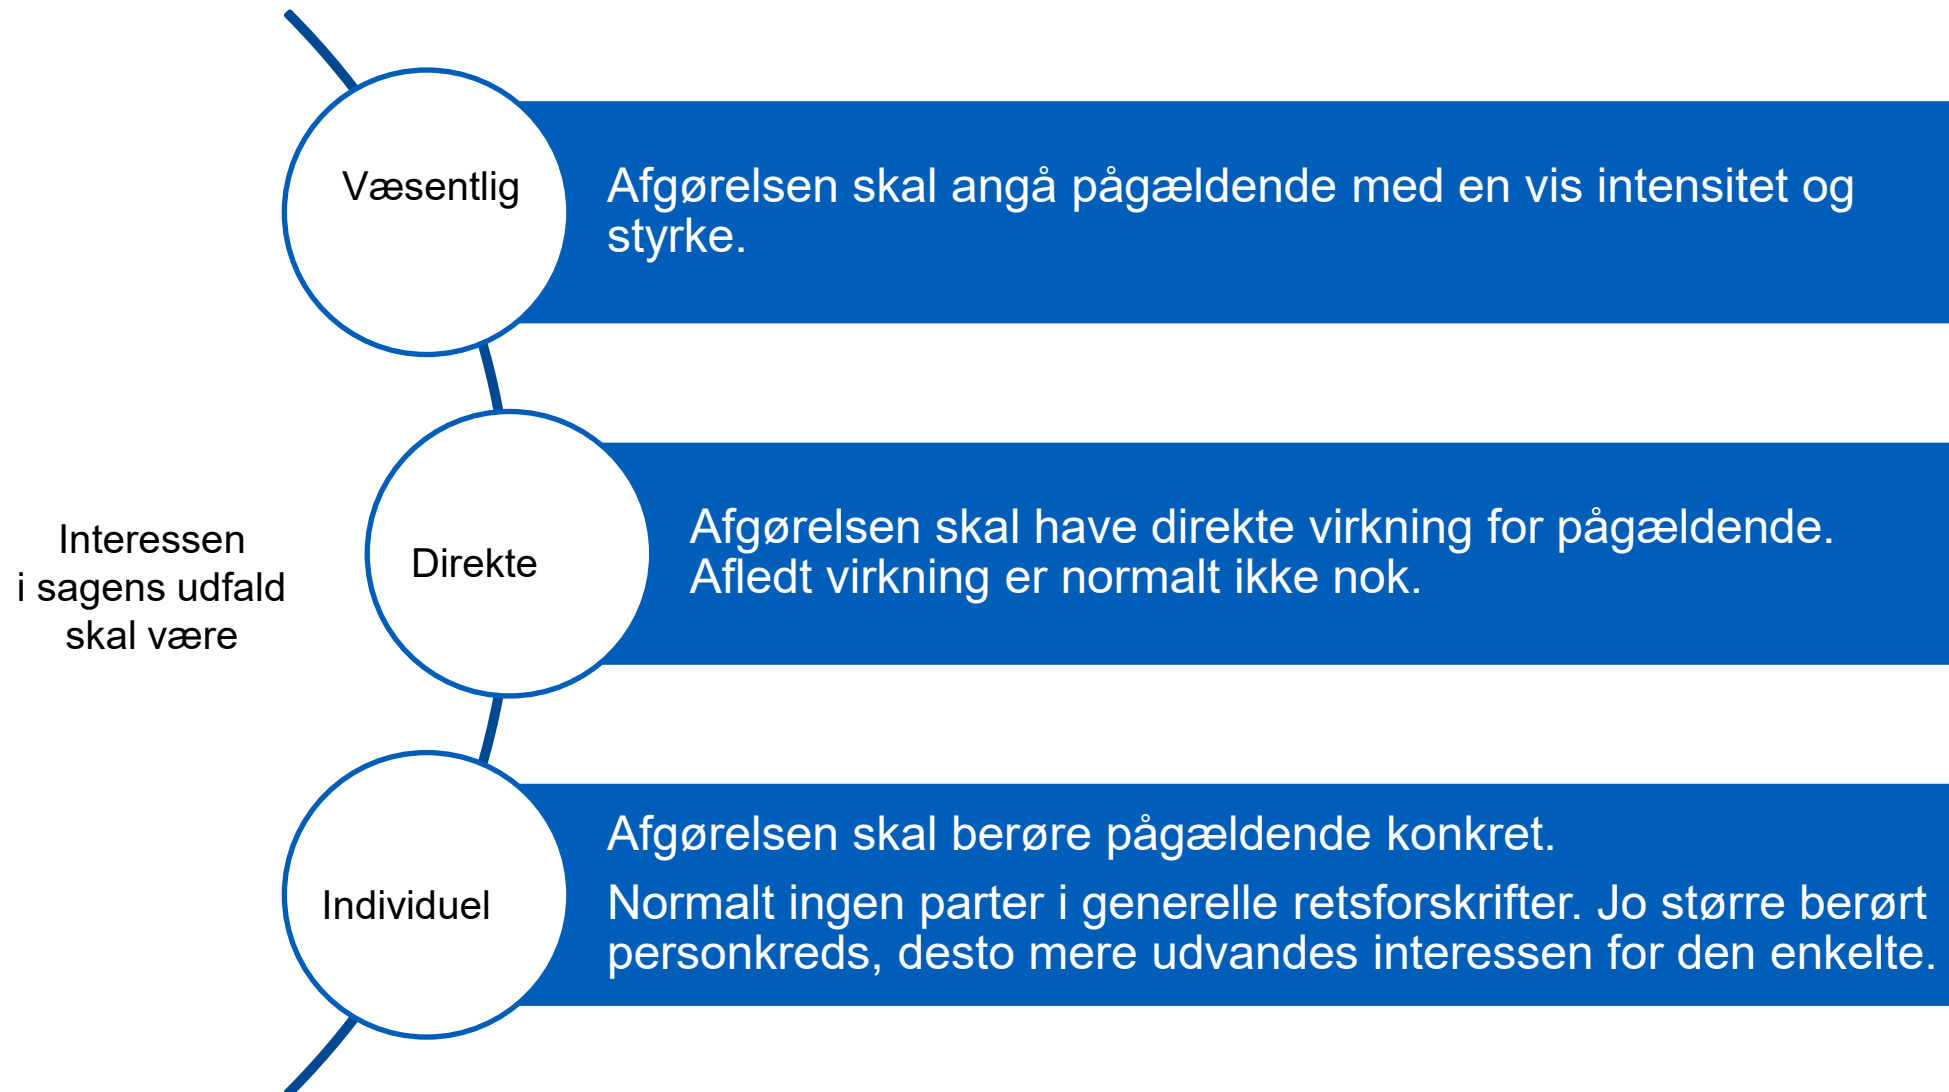 Interessen
i sagens udfald
skal være
Væsentlig
Afgørelsen skal angå pågældende med en vis intensitet og
styrke.
Direkte
Afgørelsen skal have direkte virkning for pågældende.
Afledt virkning er normalt ikke nok.
Individuel
Afgørelsen skal berøre pågældende konkret.
Normalt ingen parter i generelle retsforskrifter. Jo større berørt
personkreds, desto mere udvandes interessen for den enkelte.